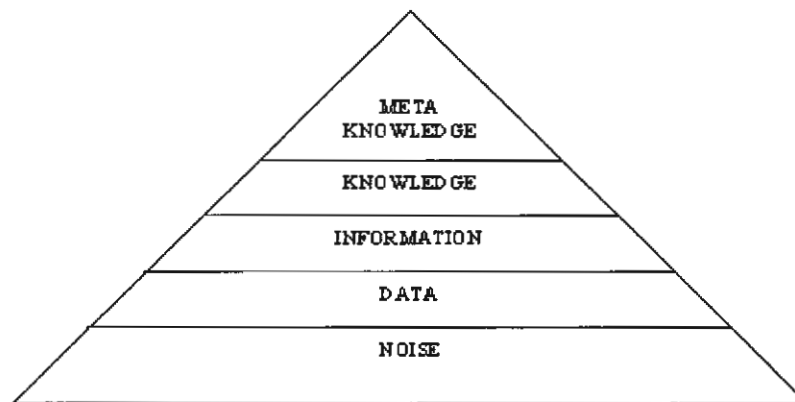 META
KNOWLEDGE
KNOWLEDGE
INFORMATION
DATA
NOISE